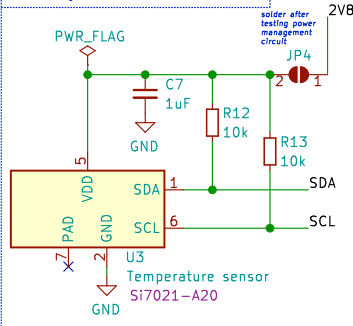 solder after
testing power
management
circuit
2V8
PWR_FLAG
JP4
2
1
C7
1uF
R12
10k
GND
R13
10k
5
VDD
SDA
1
SDA
SCL
6
SCL
PAD
GND
7
2
U3
Temperature sensor
Si7021-A20
GND